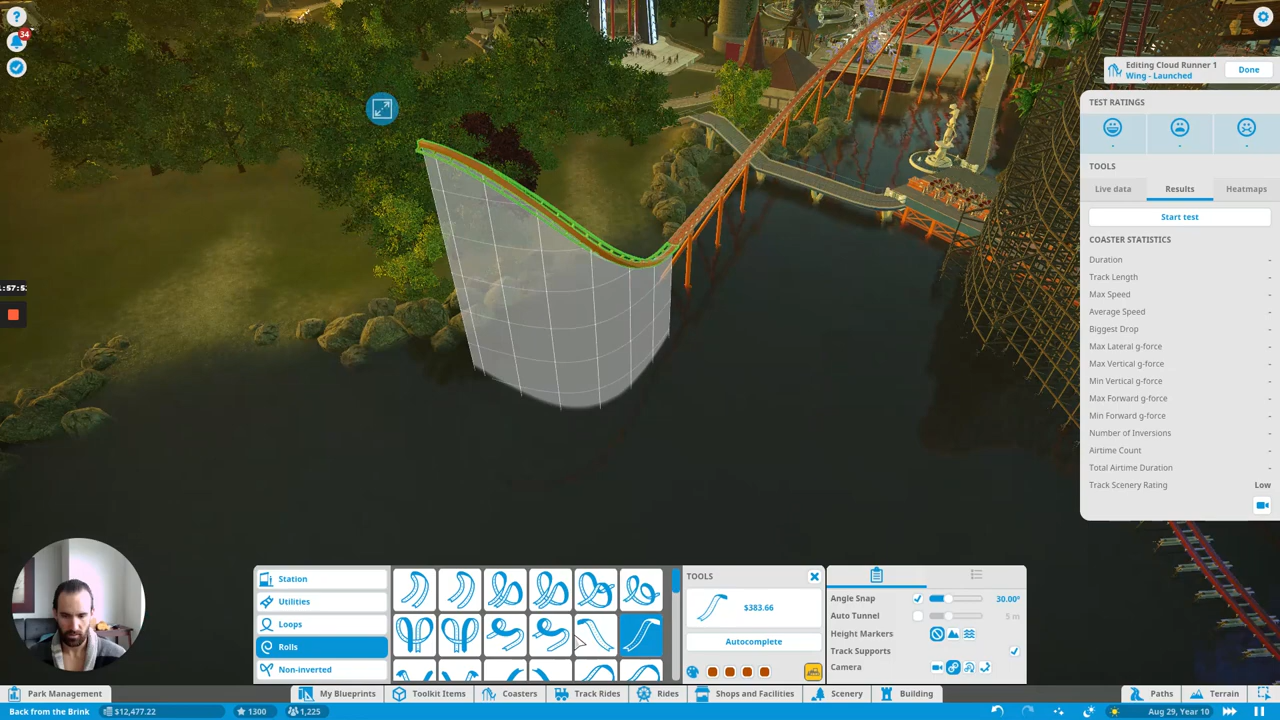 ?
34
1:57:5
Editing Cloud Runner 1
Wing - Launched
Done
TEST RATINGS
- - -
TOOLS
Live data Results Heatmaps
Start test
COASTER STATISTICS
Duration -
Track Length -
Max Speed -
Average Speed -
Biggest Drop -
Max Lateral g-force -
Max Vertical g-force -
Min Vertical g-force -
Max Forward g-force -
Min Forward g-force -
Number of Inversions -
Airtime Count -
Total Airtime Duration -
Track Scenery Rating Low
Station
Utilities
Loops
Rolls
Non-inverted
TOOLS
$383.66
Autocomplete
Angle Snap 30.00°
Auto Tunnel 5 m
Height Markers
Track Supports
Camera
Park Management My Blueprints Toolkit Items Coasters Track Rides Rides Shops and Facilities Scenery Building Paths Terrain
Back from the Brink $12,477.22 1300 1,225 Aug 29, Year 10